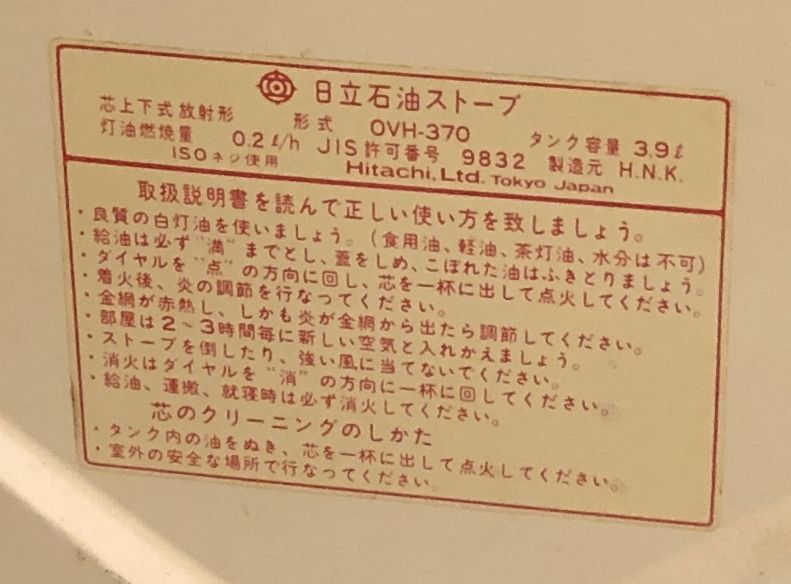 日立石油ストーブ
芯上下式放射形 形式 OVH-370 タンク容量 3.9ℓ
灯油燃焼量 0.2ℓ/h JIS許可番号 9832 製造元 H.N.K.
ISOネジ使用 Hitachi, Ltd. Tokyo Japan
取扱説明書を読んで正しい使い方を致しましょう。
・良質の白灯油を使いましょう。(食用油、軽油、茶灯油、水分は不可)
・給油は必ず"満"までとし、蓋をしめ、こぼれた油はふきとりましょう。
・ダイヤルを"点"の方向に回し、芯を一杯に出して点火してください。
・着火後、炎の調節を行なってください。
・金網が赤熱し、しかも炎が金網から出たら調節してください。
・部屋は2~3時間毎に新しい空気と入れかえましょう。
・ストーブを倒したり、強い風に当てないでください。
・消火はダイヤルを"消"の方向に一杯に回してください。
・給油、運搬、就寝時は必ず消火してください。
芯のクリーニングのしかた
・タンク内の油をぬき、芯を一杯に出して点火してください。
・室外の安全な場所で行なってください。